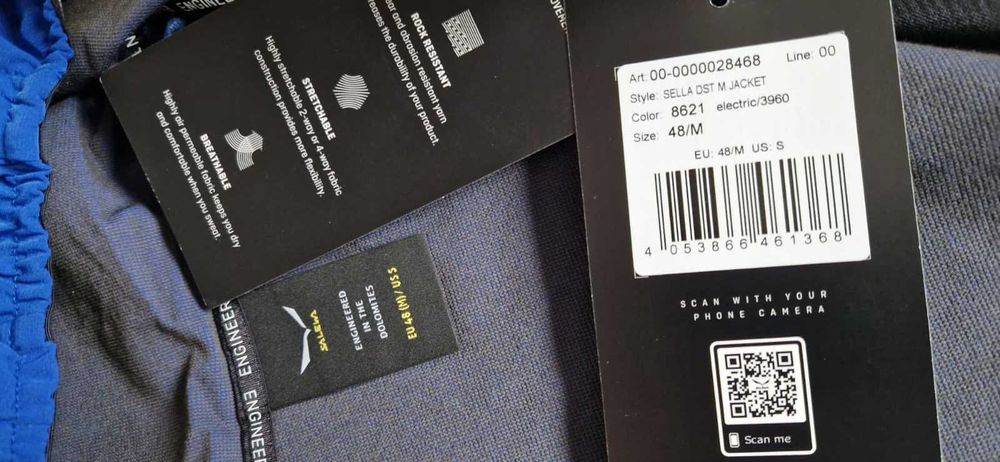 ENGINEE
ROCK RESISTANT
and abrasion resistant yarn
the durability of your product.
STRETCHABLE
Highly stretchable 2-way or 4-way fabric
construction provides more flexibility.
BREATHABLE
Highly air permeable fabric keeps you dry
and comfortable when you sweat.
SALEWA
ENGINEERED
IN THE
DOLOMITES
EU 48 (M) / US S
ENGINEER
ENGINEER
Art: 00-0000028468 Line: 00
Style: SELLA DST M JACKET
Color: 8621 electric/3960
Size: 48/M
EU: 48/M US: S
4 053866 461368
SCAN WITH YOUR
PHONE CAMERA
Scan me